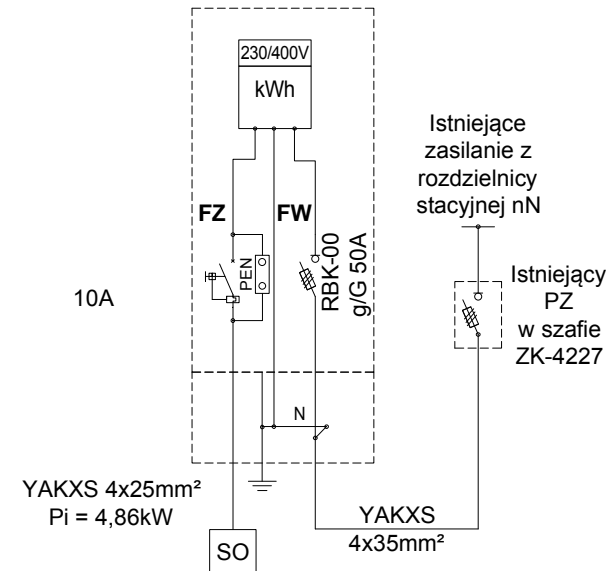 230/400V
kWh
FZ
FW
PEN
RBK-00
g/G 50A
10A
N
Istniejące
zasilanie z
rozdzielnicy
stacyjnej nN
Istniejący
PZ
w szafie
ZK-4227
YAKXS 4x25mm²
Pi = 4,86kW
SO
YAKXS
4x35mm²